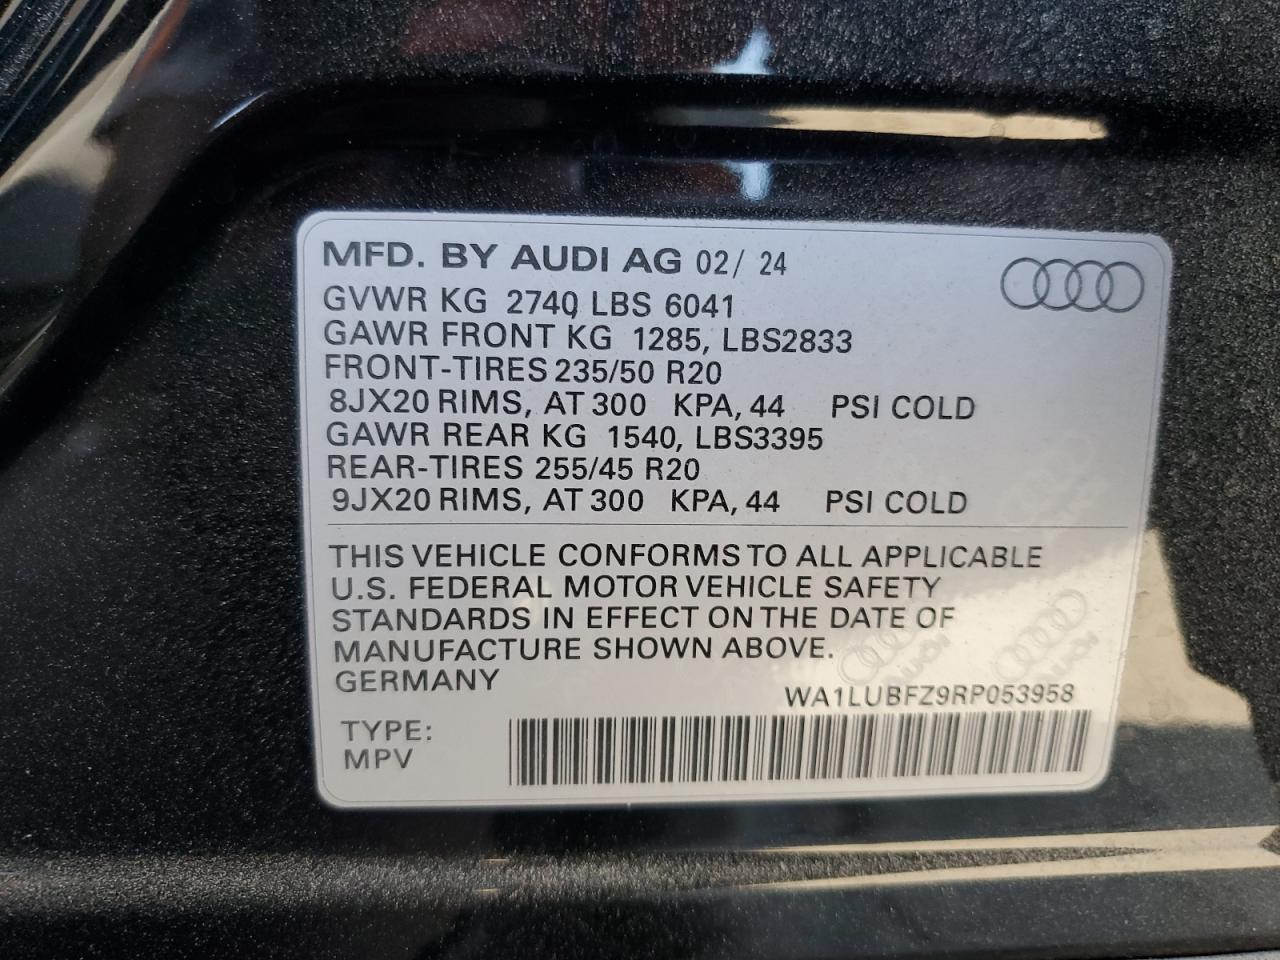 MFD. BY AUDI AG 02/ 24
GVWR KG 2740 LBS 6041
GAWR FRONT KG 1285, LBS2833
FRONT-TIRES 235/50 R20
8JX20 RIMS, AT 300 KPA, 44 PSI COLD
GAWR REAR KG 1540, LBS3395
REAR-TIRES 255/45 R20
9JX20 RIMS, AT 300 KPA, 44 PSI COLD
THIS VEHICLE CONFORMS TO ALL APPLICABLE
U.S. FEDERAL MOTOR VEHICLE SAFETY
STANDARDS IN EFFECT ON THE DATE OF
MANUFACTURE SHOWN ABOVE.
GERMANY
WA1LUBFZ9RP053958
TYPE:
MPV